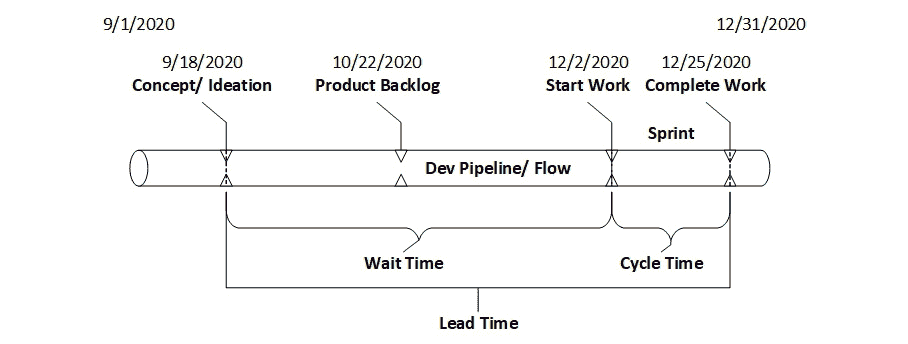 9/1/2020
12/31/2020
9/18/2020
Concept/ Ideation
10/22/2020
Product Backlog
12/2/2020
Start Work
12/25/2020
Complete Work
Sprint
Dev Pipeline/ Flow
Wait Time
Cycle Time
Lead Time